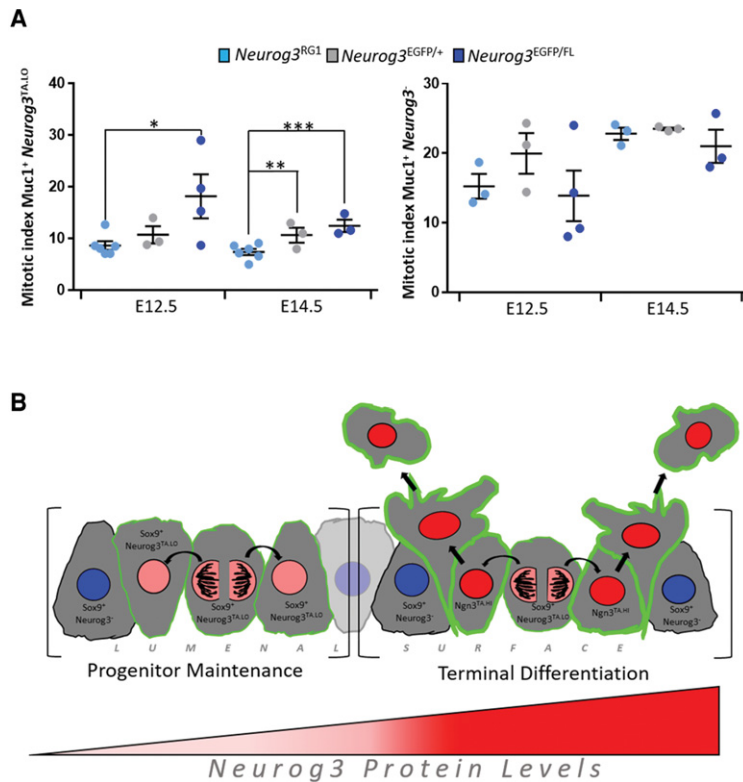 A
Neurog3RG1 Neurog3EGFP/+ Neurog3EGFP/FL
Mitotic index Muc1+ Neurog3TA.LO
40
30
20
10
0
*
**
***
E12.5 E14.5
Mitotic index Muc1+ Neurog3-
30
20
10
0
E12.5 E14.5
B
Sox9+
Neurog3-
Sox9+
Neurog3TA.LO
Sox9+
Neurog3TA.LO
Sox9+
Neurog3TA.LO
Sox9+
Neurog3-
Ngn3TA.HI
Sox9+
Neurog3TA.LO
Ngn3TA.HI
Sox9+
Neurog3-
LUMENAL SURFACE
Progenitor Maintenance
Terminal Differentiation
Neurog3 Protein Levels